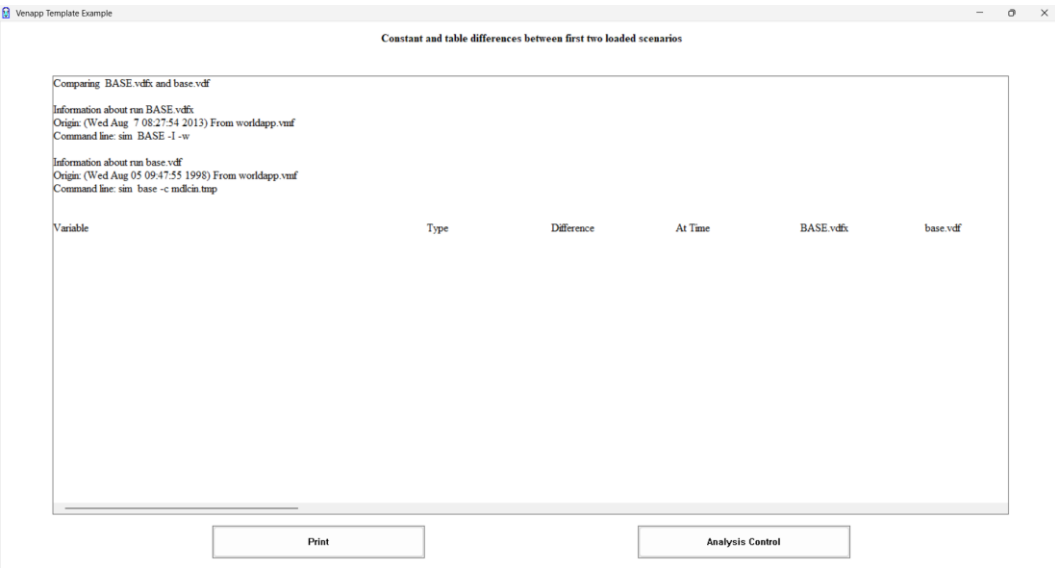 Venapp Template Example
Constant and table differences between first two loaded scenarios
Comparing BASE.vdfx and base.vdf
Information about run BASE.vdfx
Origin: (Wed Aug  7 08:27:54 2013) From worldapp.vmf
Command line: sim  BASE -I -w
Information about run base.vdf
Origin: (Wed Aug 05 09:47:55 1998) From worldapp.vmf
Command line: sim  base -c mdlcin.tmp
Variable Type Difference At Time BASE.vdfx base.vdf
Print Analysis Control